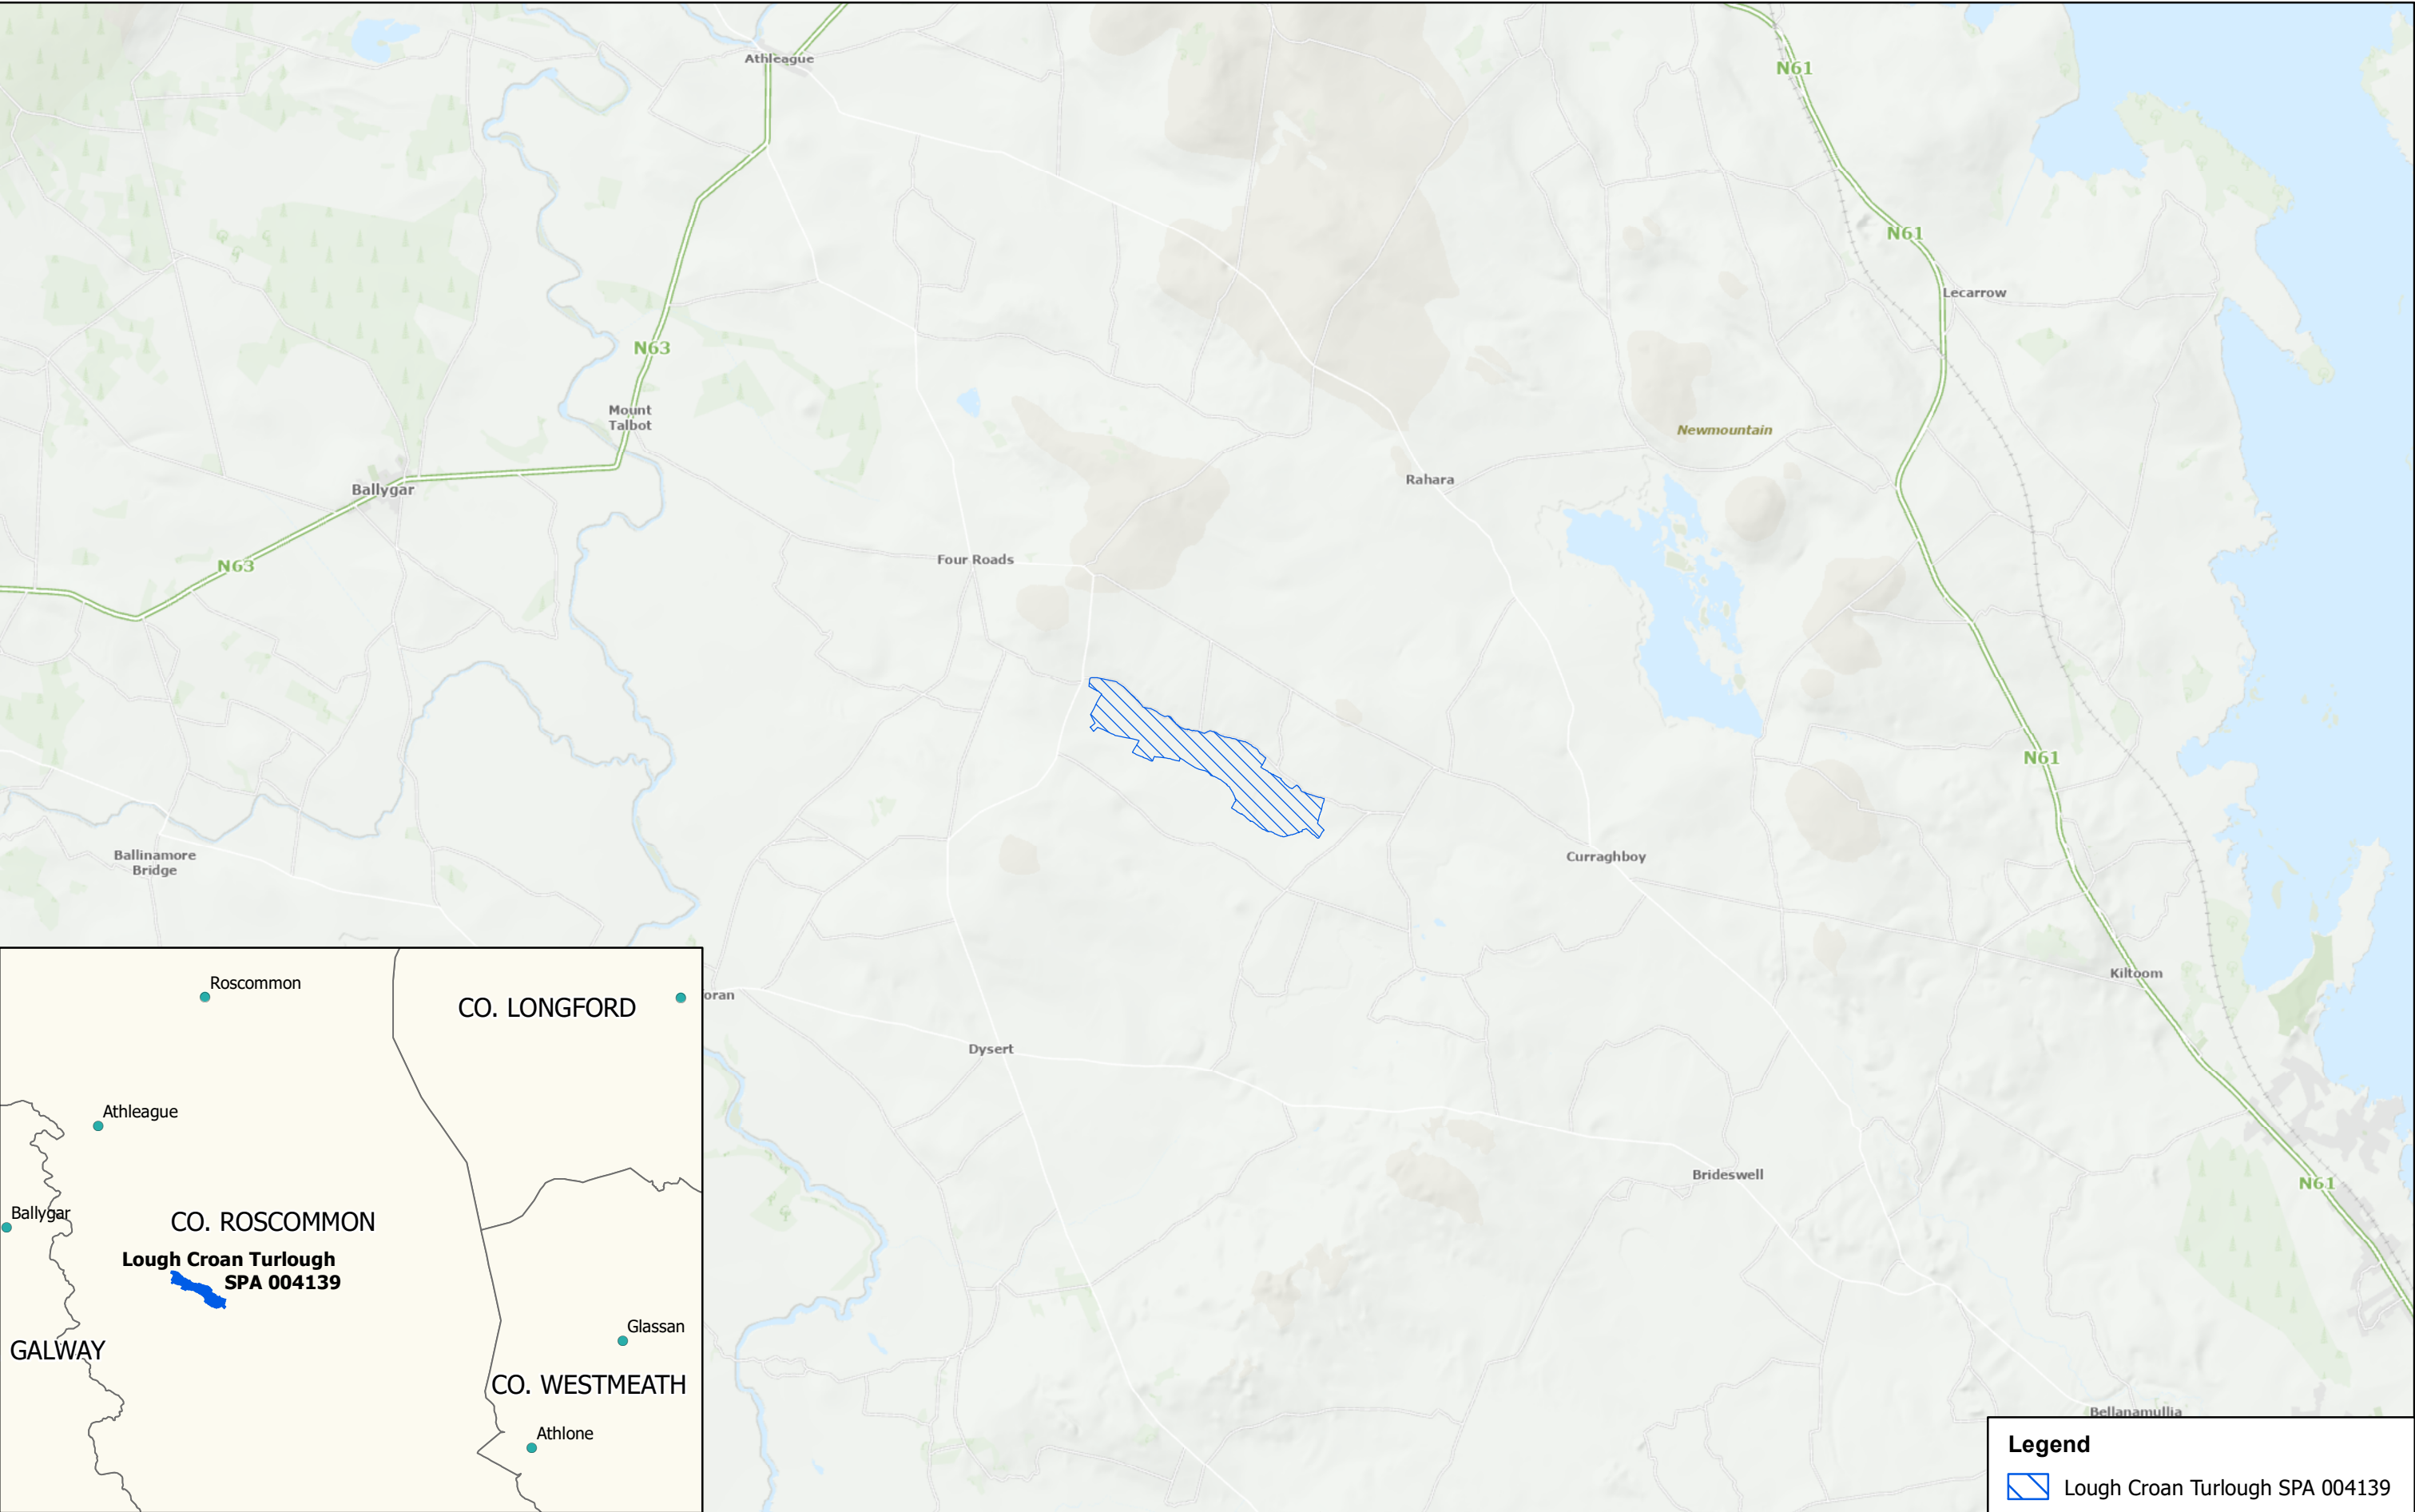 Athleague
N61
N61
Lecarrow
N63
Mount
Talbot
Newmountain
Rahara
Ballygar
Four Roads
N63
N61
Ballinamore
Bridge
Curraghboy
Kiltoom
oran
Dysert
Brideswell
N61
Bellanamullia
Roscommon
CO. LONGFORD
Athleague
Ballygar
CO. ROSCOMMON
Lough Croan Turlough
SPA 004139
Glassan
GALWAY
CO. WESTMEATH
Athlone
Legend
Lough Croan Turlough SPA 004139